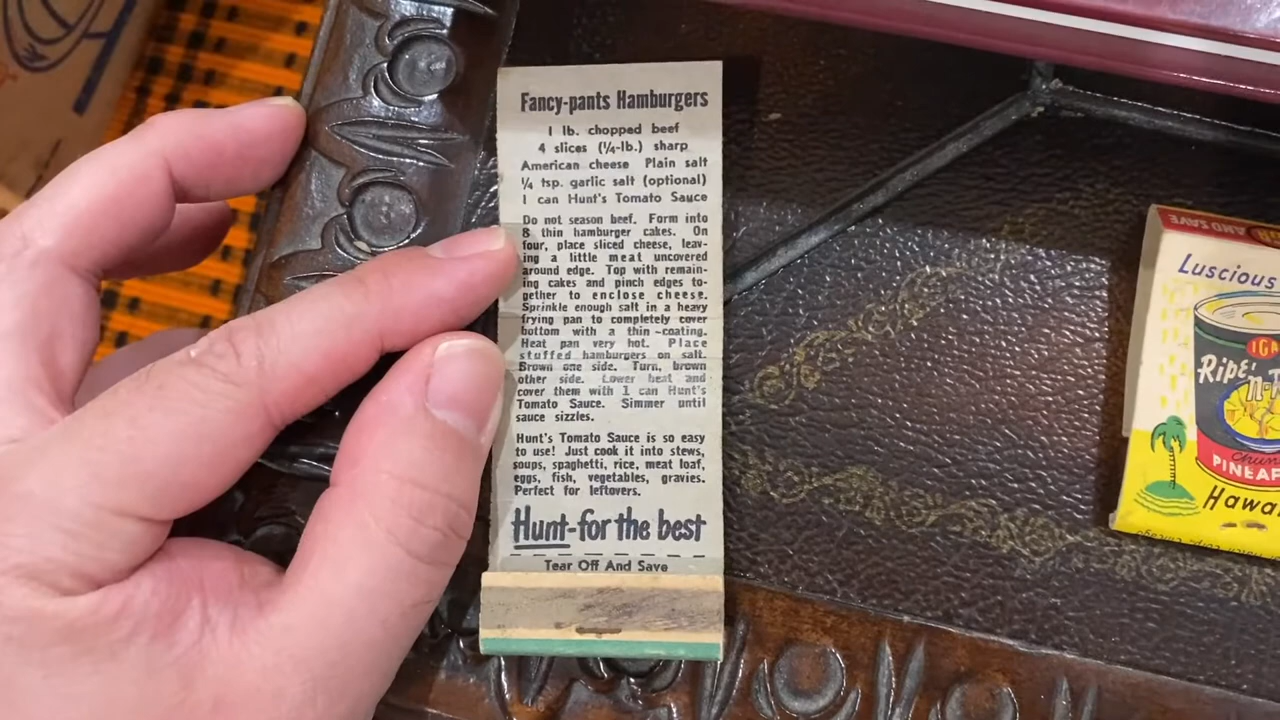 Fancy-pants Hamburgers
1 lb. chopped beef
4 slices (¼-lb.) sharp
American cheese Plain salt
¼ tsp. garlic salt (optional)
1 can Hunt's Tomato Sauce
Do not season beef. Form into
8 thin hamburger cakes. On
four, place sliced cheese, leav-
ing a little meat uncovered
around edge. Top with remain-
ing cakes and pinch edges to-
gether to enclose cheese.
Sprinkle enough salt in a heavy
frying pan to completely cover
bottom with a thin -coating.
Heat pan very hot. Place
stuffed hamburgers on salt.
Brown one side. Turn, brown
other side. Lower heat and
cover them with 1 can Hunt's
Tomato Sauce. Simmer until
sauce sizzles.
Hunt's Tomato Sauce is so easy
to use! Just cook it into stews,
soups, spaghetti, rice, meat loaf,
eggs, fish, vegetables, gravies.
Perfect for leftovers.
Hunt-for the best
Tear Off And Save
AND SAVE
Luscious
IGA
Ripe
'n